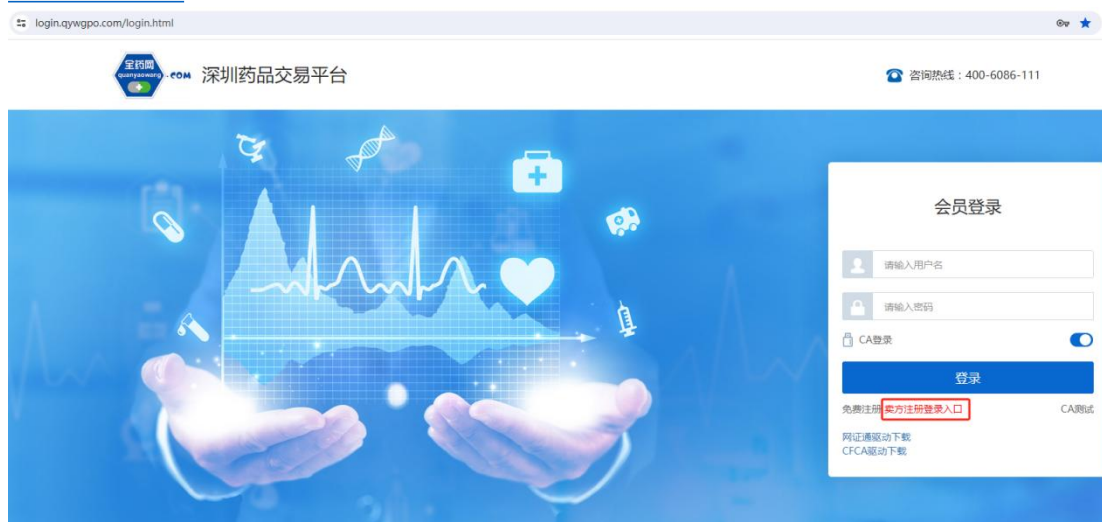 login.qywgpo.com/login.html
全药网
quanyaowang
.COM
深圳药品交易平台
咨询热线：400-6086-111
会员登录
请输入用户名
请输入密码
CA登录
登录
免费注册 卖方注册登录入口 CA测试
网证通驱动下载
CFCA驱动下载